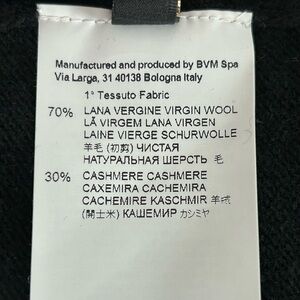 Manufactured and produced by BVM Spa
Via Larga, 31 40138 Bologna Italy
1° Tessuto Fabric
70% LANA VERGINE VIRGIN WOOL
LÃ VIRGEM LANA VIRGEN
LAINE VIERGE SCHURWOLLE
羊毛 (初剪) ЧИСТАЯ
НАТУРАЛЬНАЯ ШЕРСТЬ 毛
30% CASHMERE CASHMERE
CAXEMIRA CACHEMIRA
CACHEMIRE KASCHMIR 羊绒
(開士米) КАШЕМИР カシミヤ